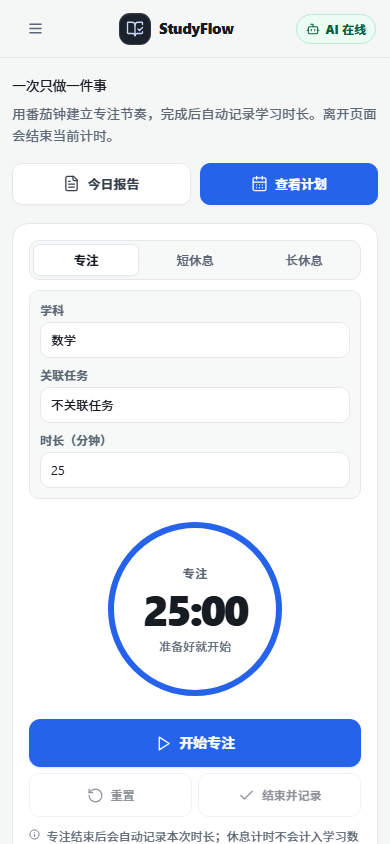 StudyFlow
AI 在线
一次只做一件事
用番茄钟建立专注节奏，完成后自动记录学习时长。离开页面
会结束当前计时。
今日报告
查看计划
专注
短休息
长休息
学科
数学
关联任务
不关联任务
时长（分钟）
25
专注
25:00
准备好就开始
开始专注
重置
结束并记录
专注结束后会自动记录本次时长；休息计时不会计入学习数